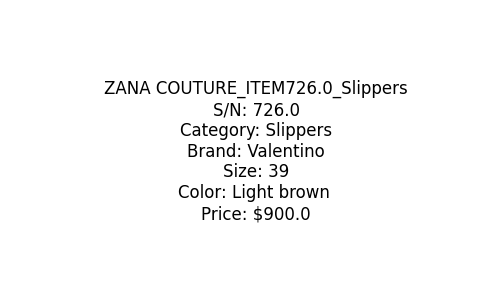 ZANA COUTURE_ITEM726.0_Slippers
S/N: 726.0
Category: Slippers
Brand: Valentino
Size: 39
Color: Light brown
Price: $900.0